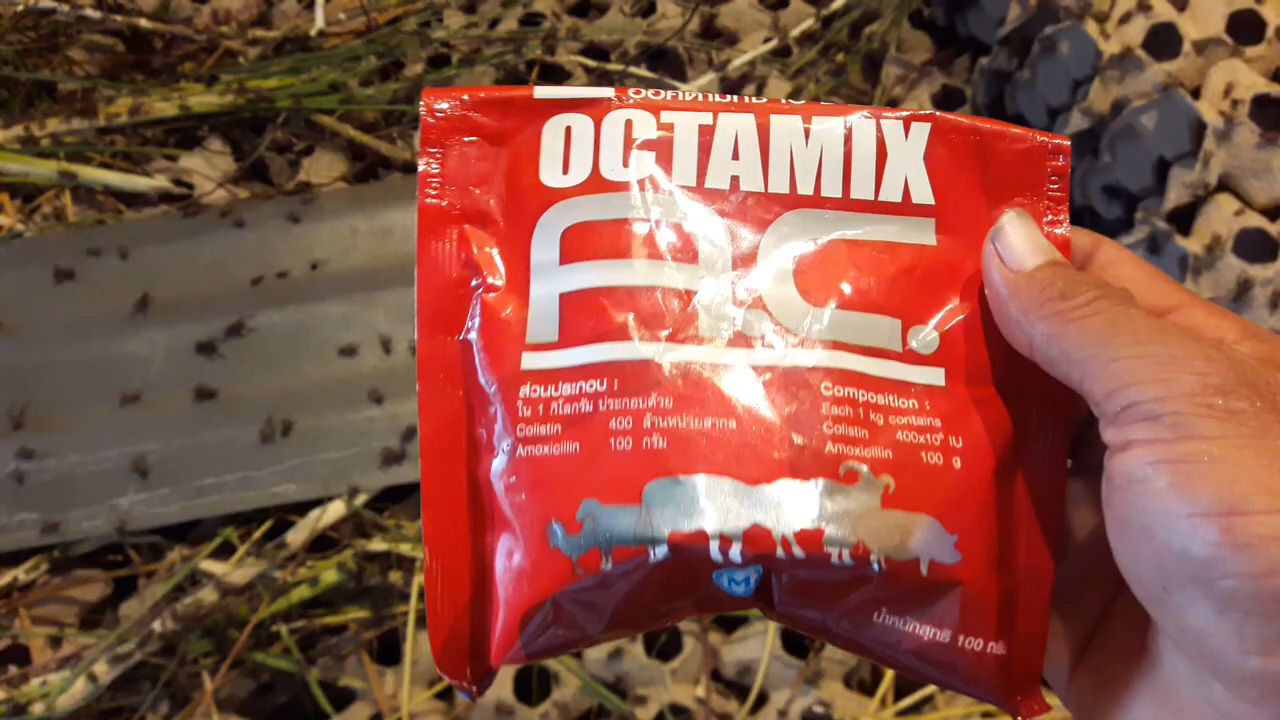 OCTAMIX
A.C.
ส่วนประกอบ :
ใน 1 กิโลกรัม ประกอบด้วย
Colistin 400 ล้านหน่วยสากล
Amoxicillin 100 กรัม
Composition :
Each 1 kg contains
Colistin 400x10⁶ IU
Amoxicillin 100 g
M
น้ำหนักสุทธิ 100 กรัม